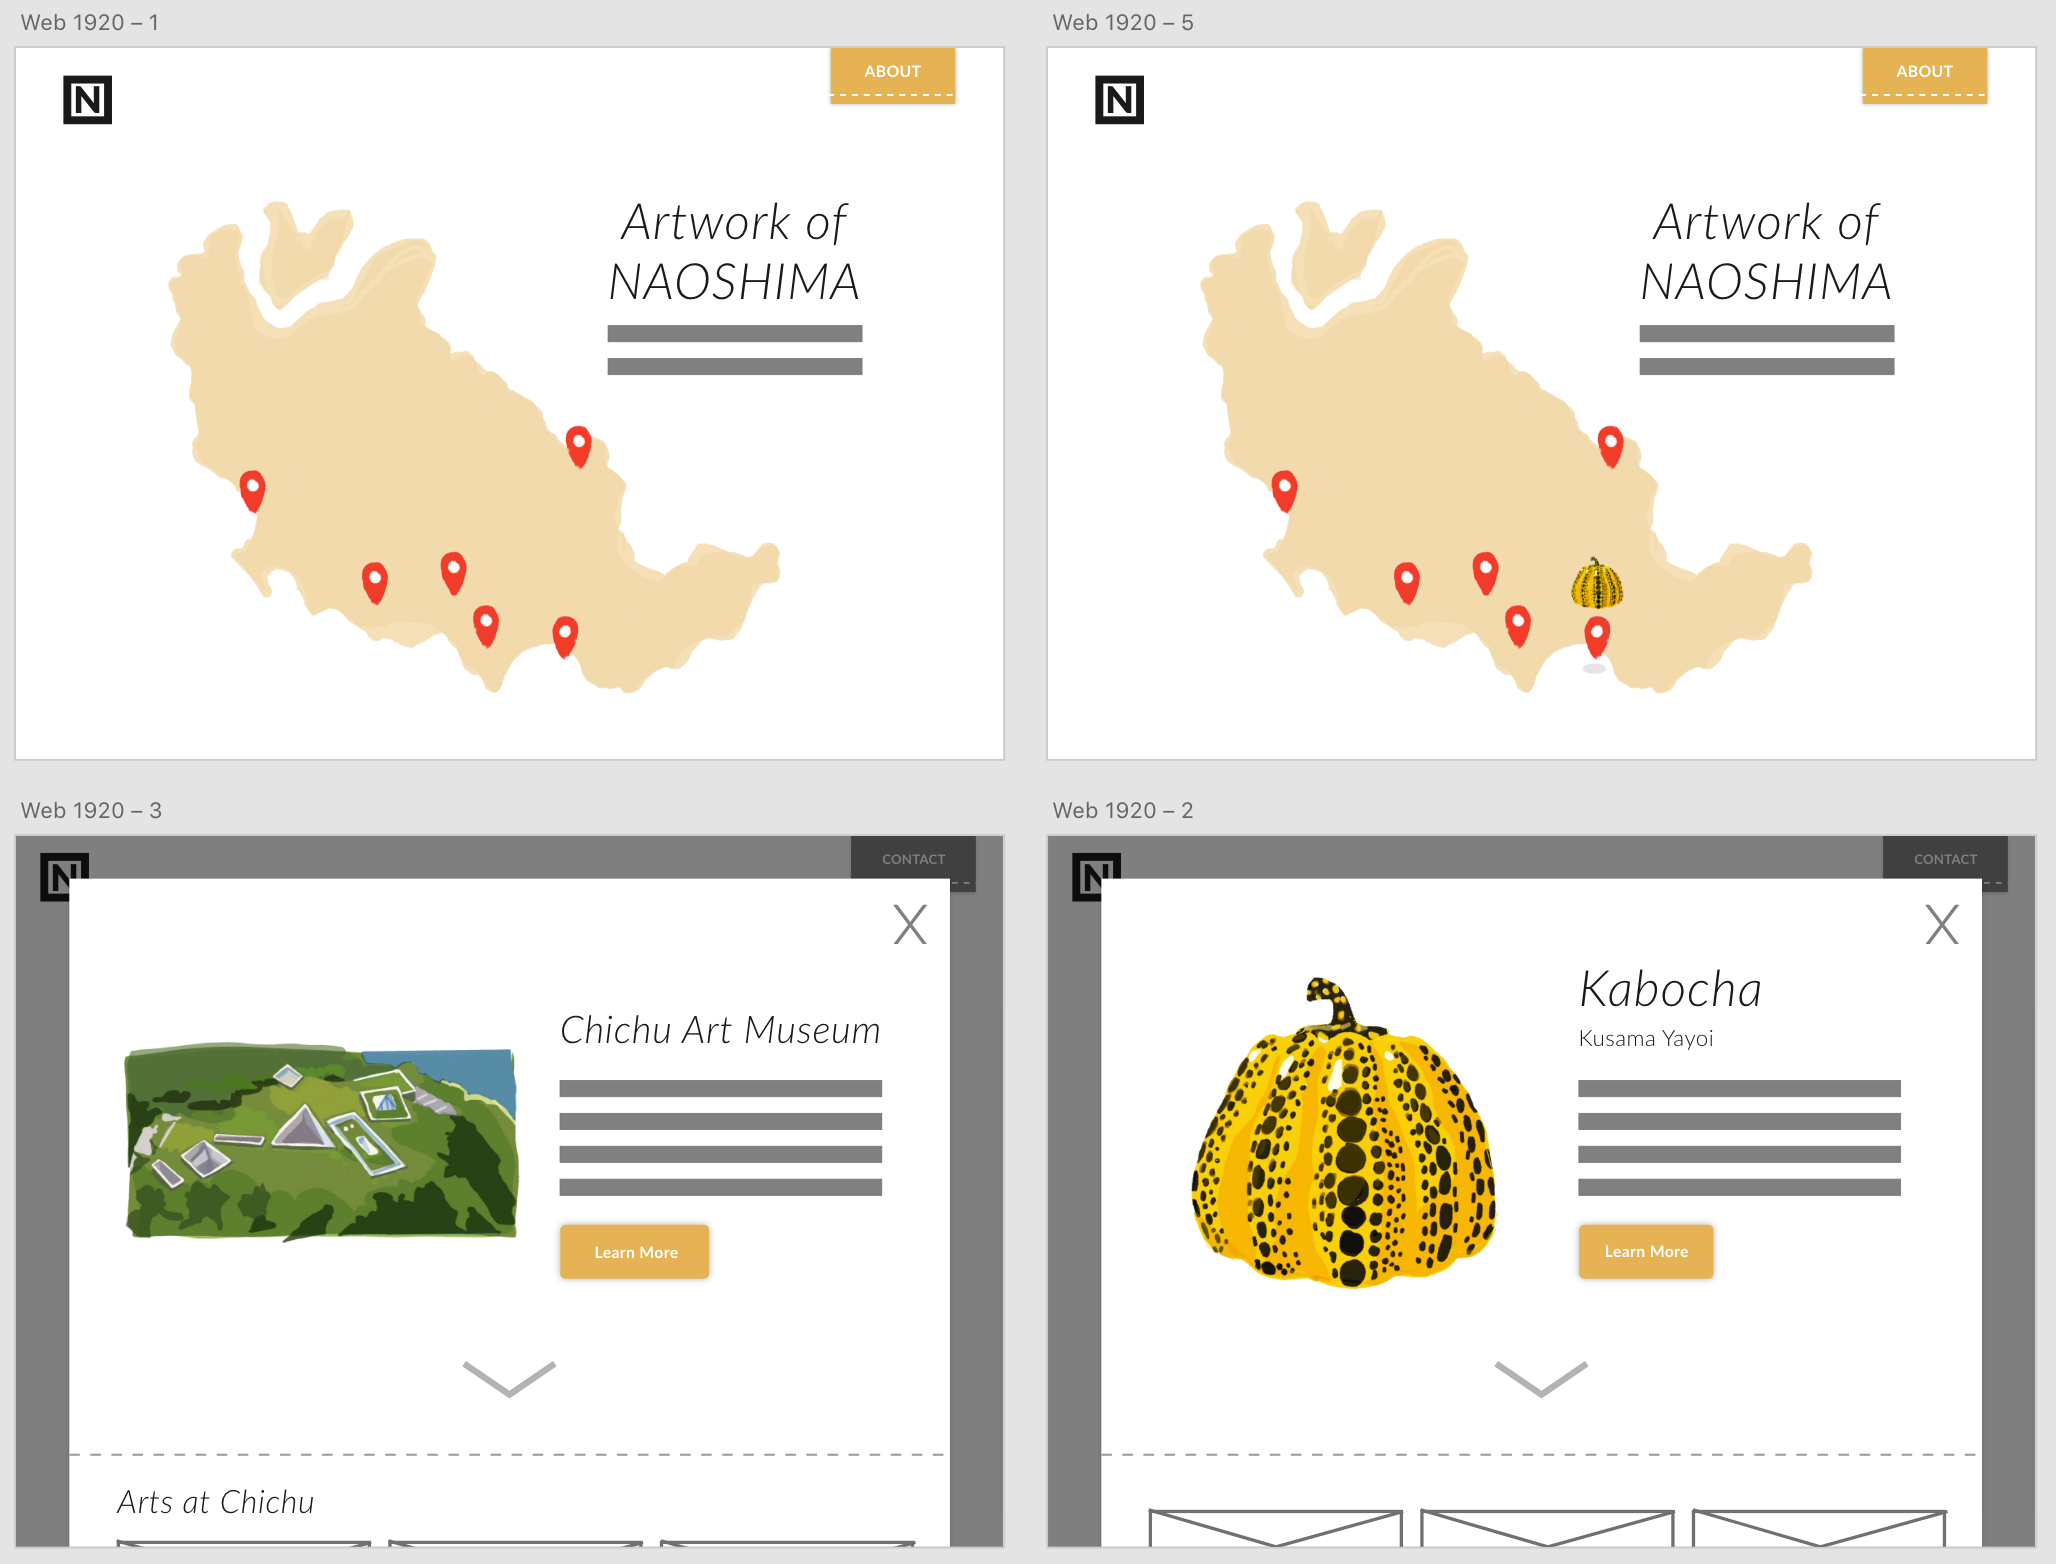 Web 1920 – 1
ABOUT
N
Artwork of
NAOSHIMA
Web 1920 – 5
ABOUT
N
Artwork of
NAOSHIMA
Web 1920 – 3
CONTACT
N
X
Chichu Art Museum
Learn More
Arts at Chichu
Web 1920 – 2
CONTACT
N
X
Kabocha
Kusama Yayoi
Learn More